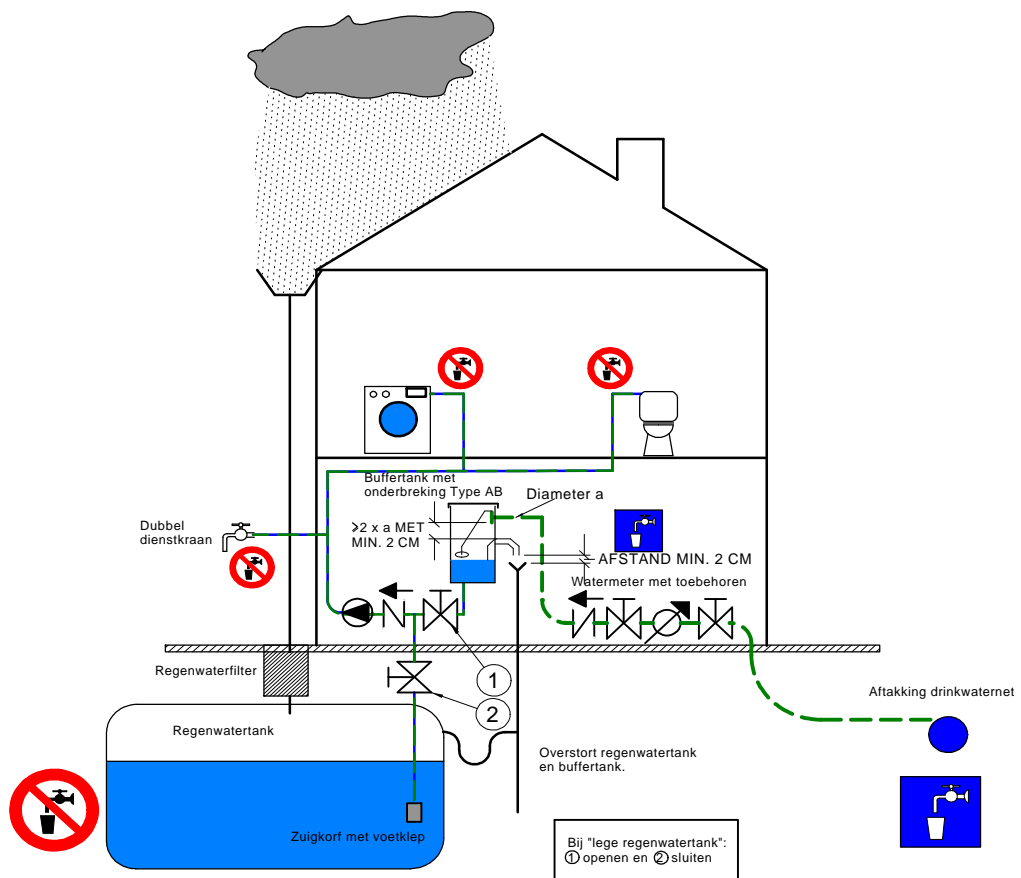 Buffertank met
onderbreking Type AB
Diameter a
>2 x a MET
MIN. 2 CM
Dubbel
dienstkraan
AFSTAND MIN. 2 CM
Watermeter met toebehoren
Regenwaterfilter
1
2
Aftakking drinkwaternet
Regenwatertank
Overstort regenwatertank
en buffertank.
Zuigkorf met voetklep
Bij "lege regenwatertank":
① openen en ② sluiten